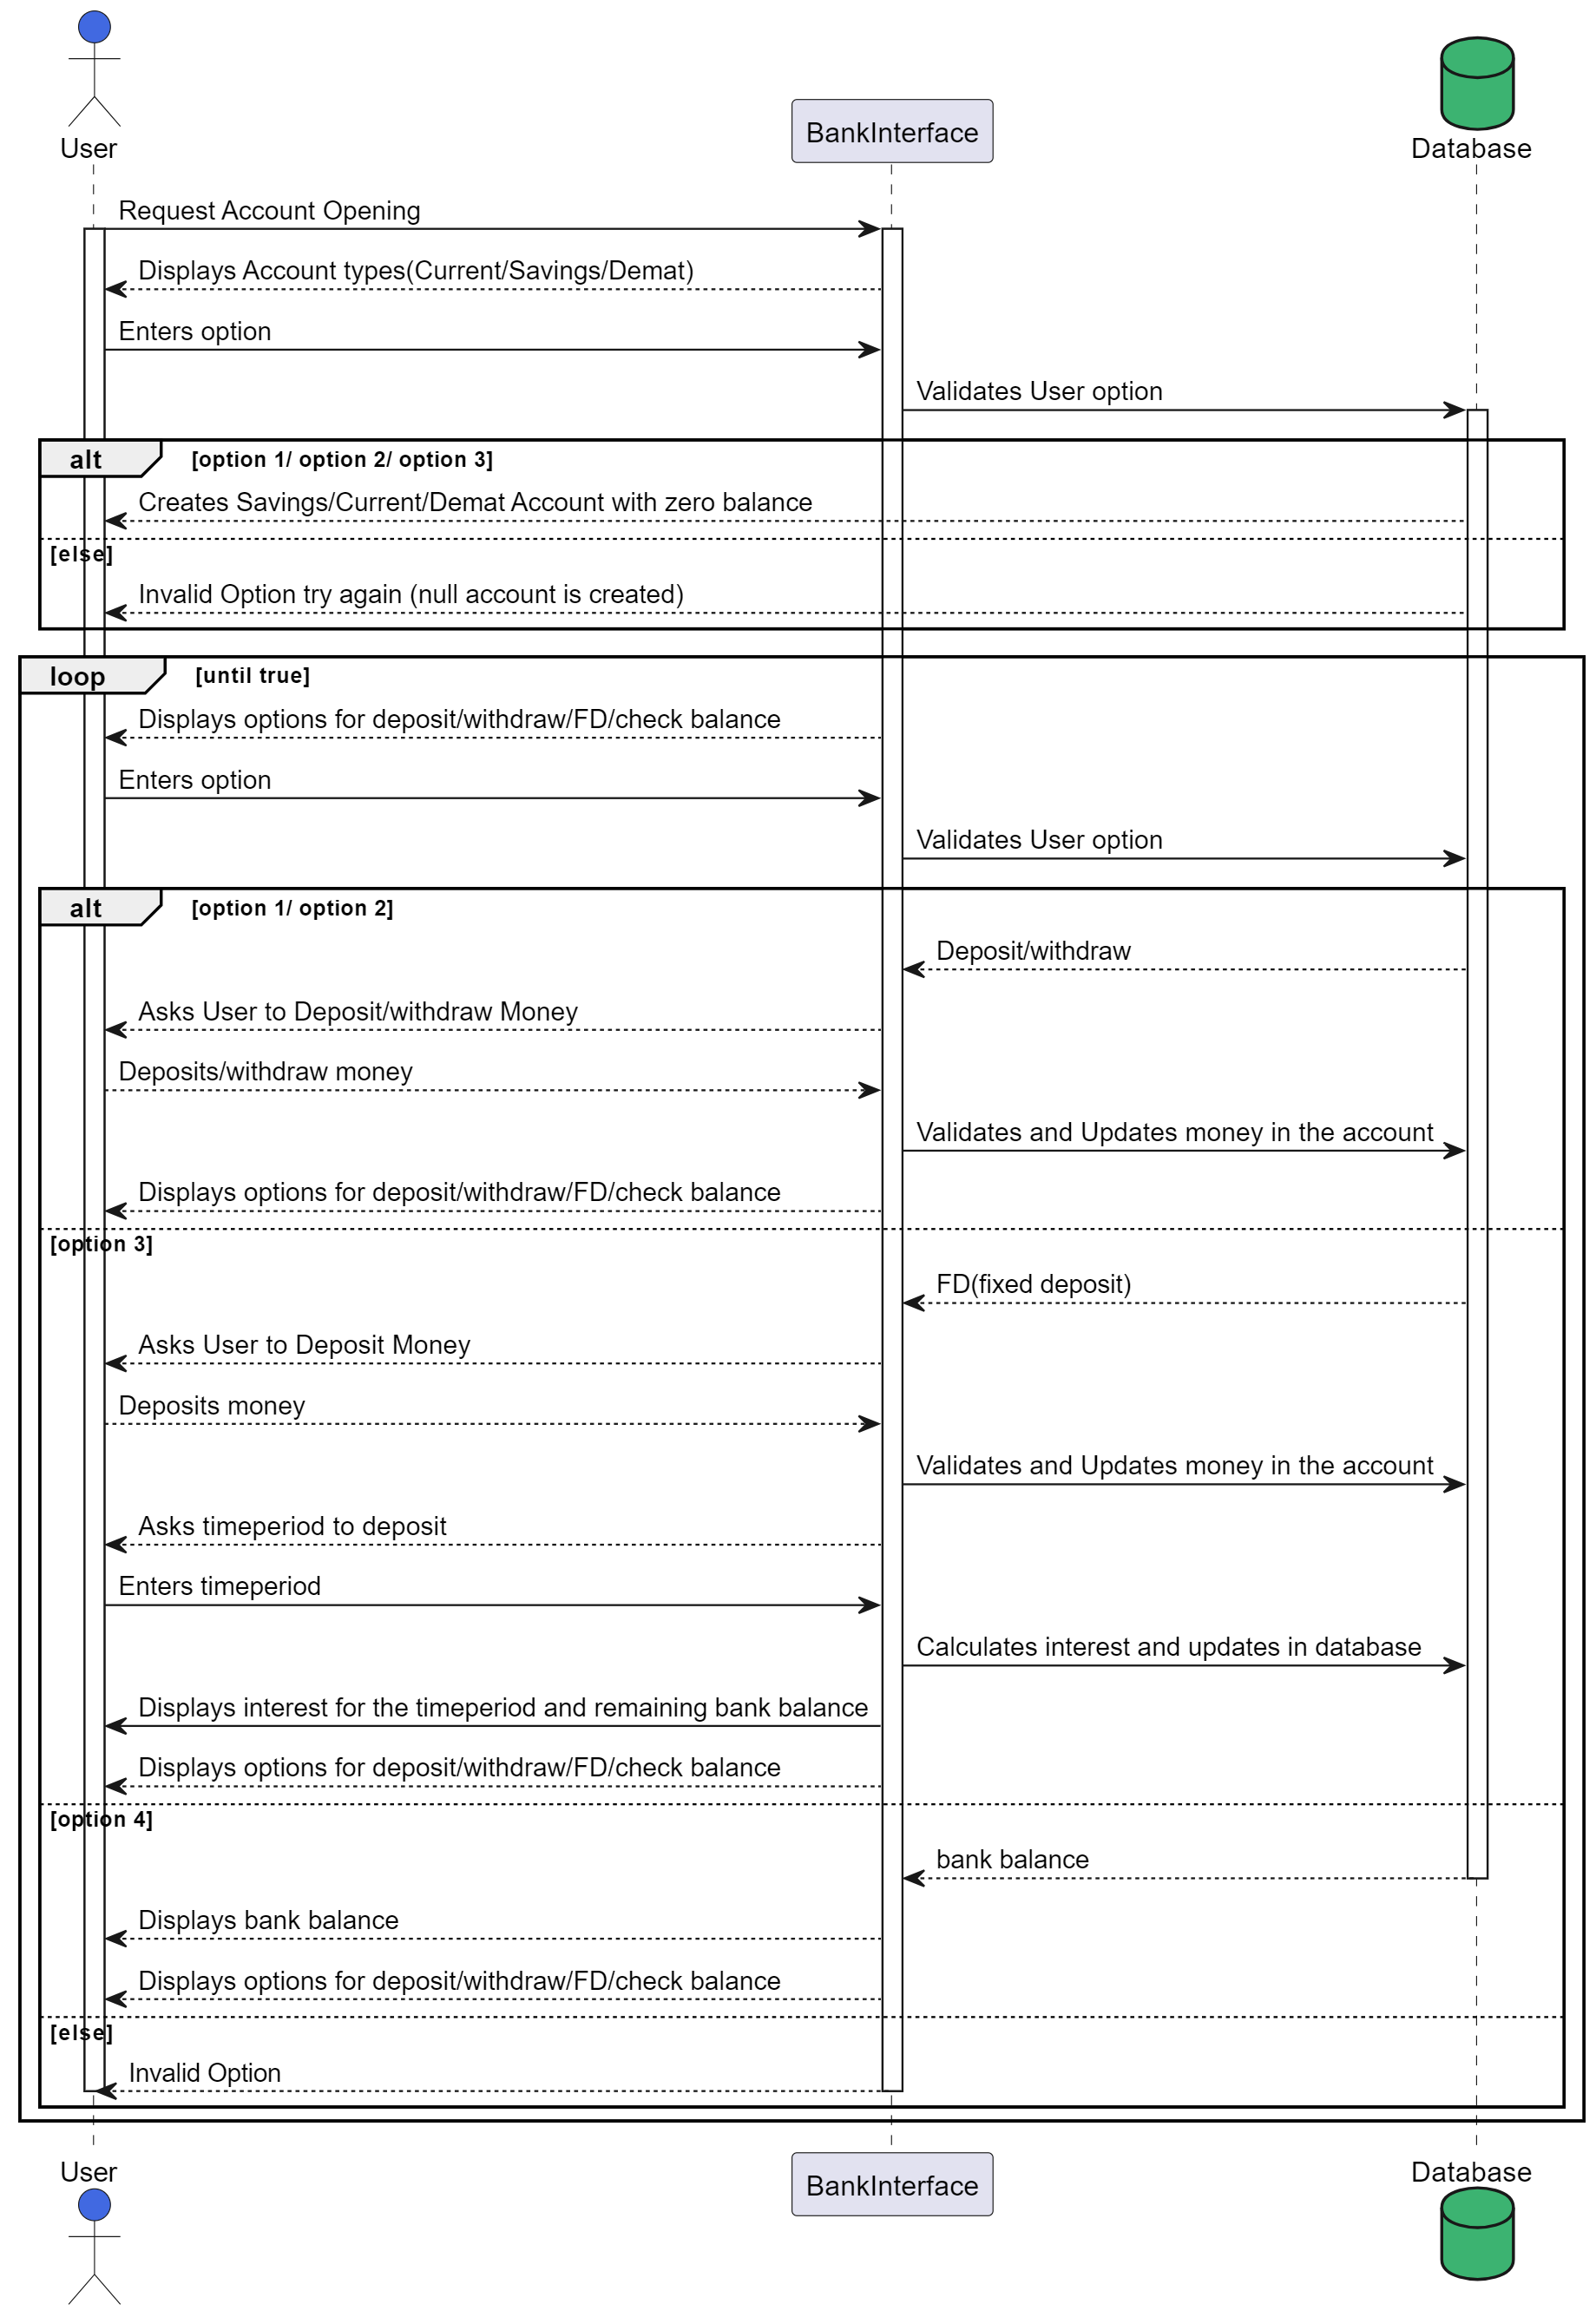 User
BankInterface
Database
Request Account Opening
Displays Account types(Current/Savings/Demat)
Enters option
Validates User option
alt [option 1/ option 2/ option 3]
Creates Savings/Current/Demat Account with zero balance
[else]
Invalid Option try again (null account is created)
loop [until true]
Displays options for deposit/withdraw/FD/check balance
Enters option
Validates User option
alt [option 1/ option 2]
Deposit/withdraw
Asks User to Deposit/withdraw Money
Deposits/withdraw money
Validates and Updates money in the account
Displays options for deposit/withdraw/FD/check balance
[option 3]
FD(fixed deposit)
Asks User to Deposit Money
Deposits money
Validates and Updates money in the account
Asks timeperiod to deposit
Enters timeperiod
Calculates interest and updates in database
Displays interest for the timeperiod and remaining bank balance
Displays options for deposit/withdraw/FD/check balance
[option 4]
bank balance
Displays bank balance
Displays options for deposit/withdraw/FD/check balance
[else]
Invalid Option
User
BankInterface
Database